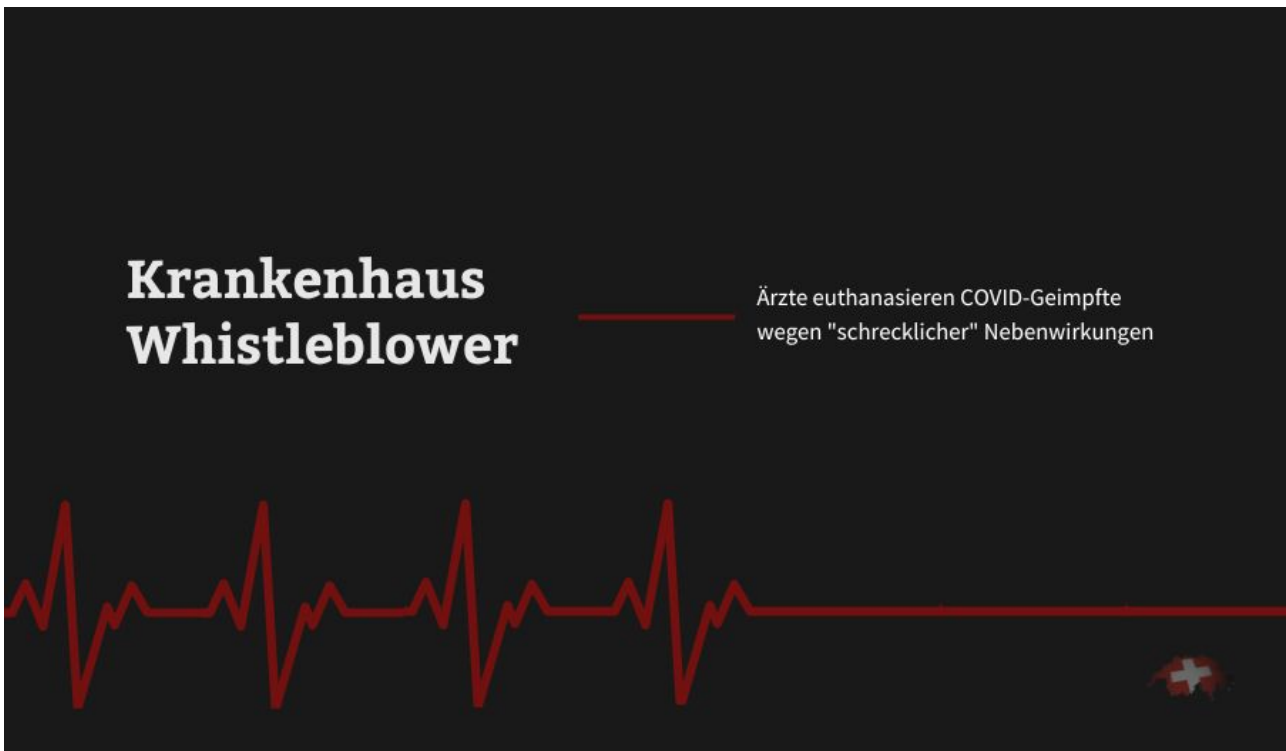 Krankenhaus
Whistleblower
Ärzte euthanasieren COVID-Geimpfte
wegen "schrecklicher" Nebenwirkungen